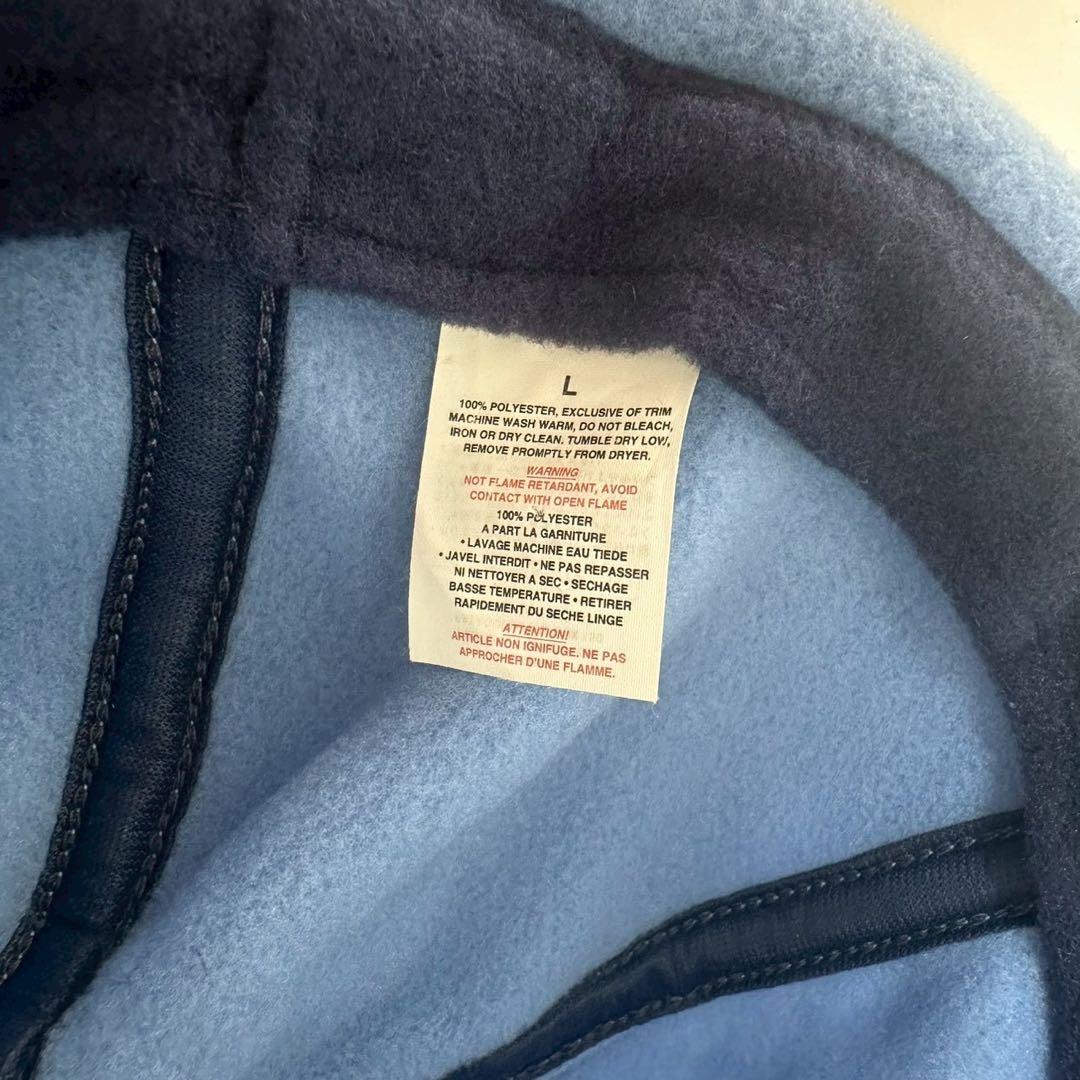 L
100% POLYESTER, EXCLUSIVE OF TRIM
MACHINE WASH WARM, DO NOT BLEACH,
IRON OR DRY CLEAN. TUMBLE DRY LOW,
REMOVE PROMPTLY FROM DRYER.
WARNING
NOT FLAME RETARDANT, AVOID
CONTACT WITH OPEN FLAME
100% POLYESTER
A PART LA GARNITURE
• LAVAGE MACHINE EAU TIEDE
• JAVEL INTERDIT • NE PAS REPASSER
NI NETTOYER A SEC • SECHAGE
BASSE TEMPERATURE • RETIRER
RAPIDEMENT DU SECHE LINGE
ATTENTION!
ARTICLE NON IGNIFUGE. NE PAS
APPROCHER D'UNE FLAMME.